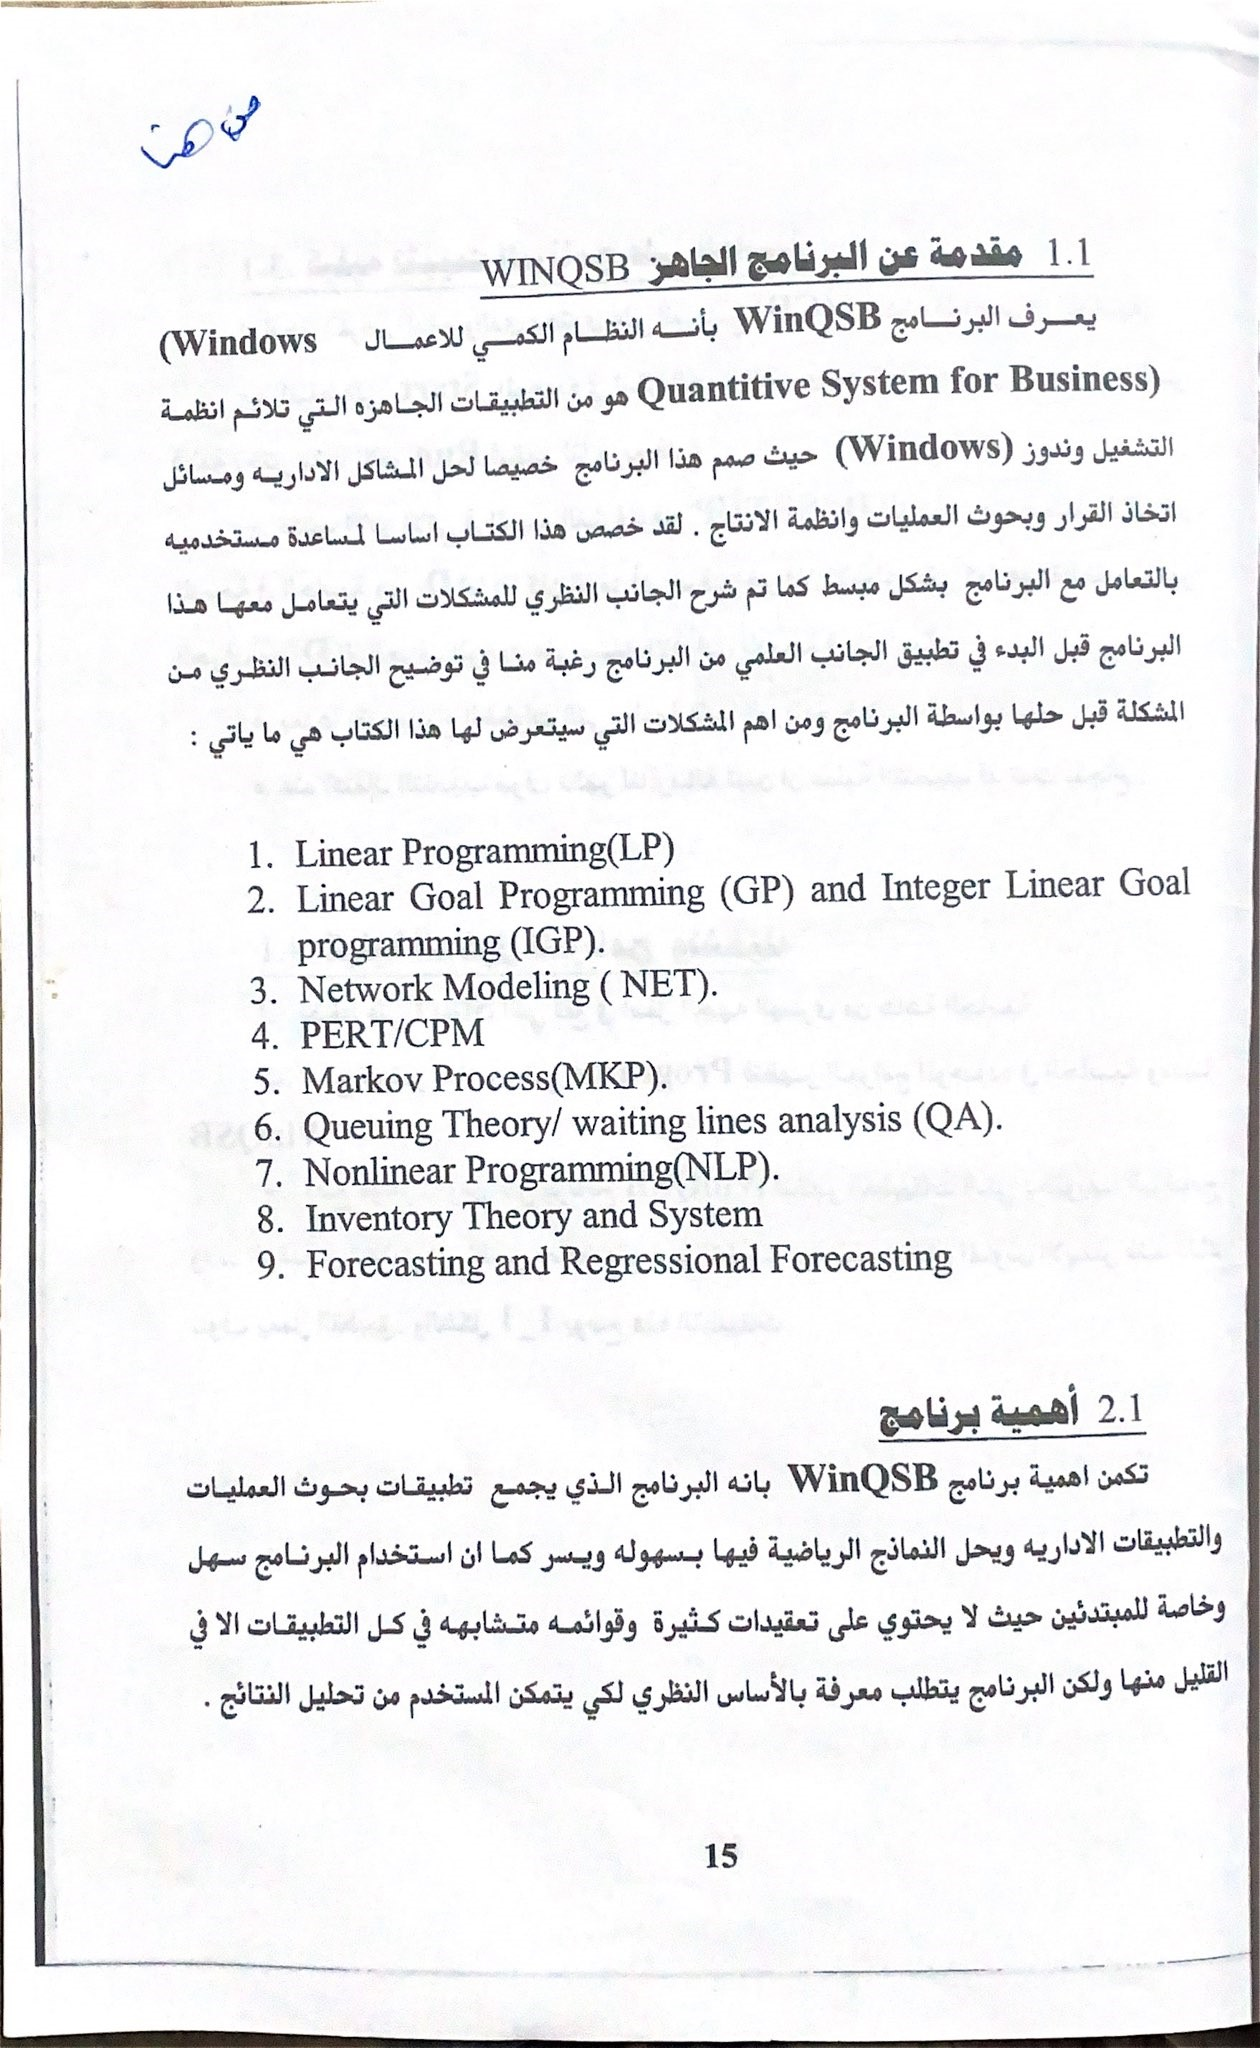 من هنا
1.1 مقدمة عن البرنامج الجاهز WINQSB
يعرف البرنامج WinQSB بأنه النظام الكمي للاعمال (Windows
Quantitive System for Business) هو من التطبيقات الجاهزه التي تلائم انظمة
التشغيل وندوز (Windows) حيث صمم هذا البرنامج خصيصا لحل المشاكل الاداريه ومسائل
اتخاذ القرار وبحوث العمليات وانظمة الانتاج . لقد خصص هذا الكتاب اساسا لمساعدة مستخدميه
بالتعامل مع البرنامج بشكل مبسط كما تم شرح الجانب النظري للمشكلات التي يتعامل معها هذا
البرنامج قبل البدء في تطبيق الجانب العلمي من البرنامج رغبة منا في توضيح الجانب النظري من
المشكلة قبل حلها بواسطة البرنامج ومن اهم المشكلات التي سيتعرض لها هذا الكتاب هي ما ياتي :
1. Linear Programming(LP)
2. Linear Goal Programming (GP) and Integer Linear Goal
programming (IGP).
3. Network Modeling ( NET).
4. PERT/CPM
5. Markov Process(MKP).
6. Queuing Theory/ waiting lines analysis (QA).
7. Nonlinear Programming(NLP).
8. Inventory Theory and System
9. Forecasting and Regressional Forecasting
2.1 أهمية برنامج
تكمن اهمية برنامج WinQSB بانه البرنامج الذي يجمع تطبيقات بحوث العمليات
والتطبيقات الاداريه ويحل النماذج الرياضية فيها بسهوله ويسر كما ان استخدام البرنامج سهل
وخاصة للمبتدئين حيث لا يحتوي على تعقيدات كثيرة وقوائمه متشابهه في كل التطبيقات الا في
القليل منها ولكن البرنامج يتطلب معرفة بالأساس النظري لكي يتمكن المستخدم من تحليل النتائج .
15